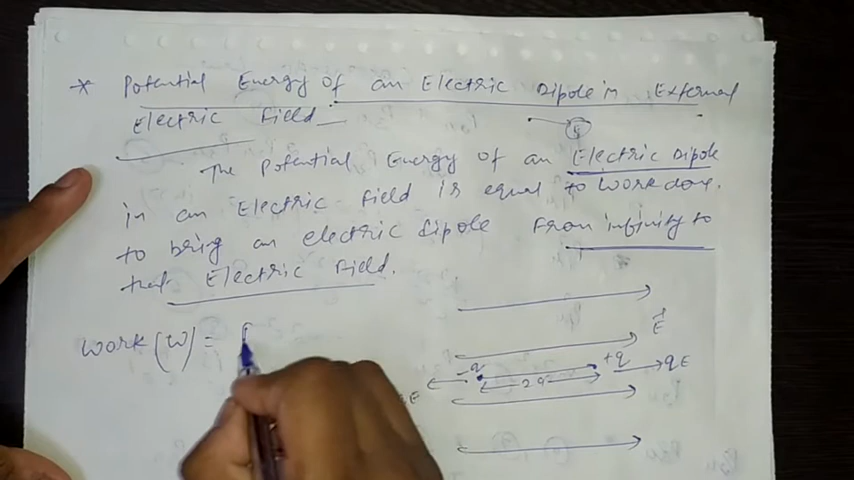 * Potential Energy of an Electric Dipole in External
Electric Field
The potential Energy of an Electric Dipole
in an Electric field is equal to work done.
to bring an electric dipole From infinity to
that Electric Field.
E
Work (W) =
-q +q qE
2a
E